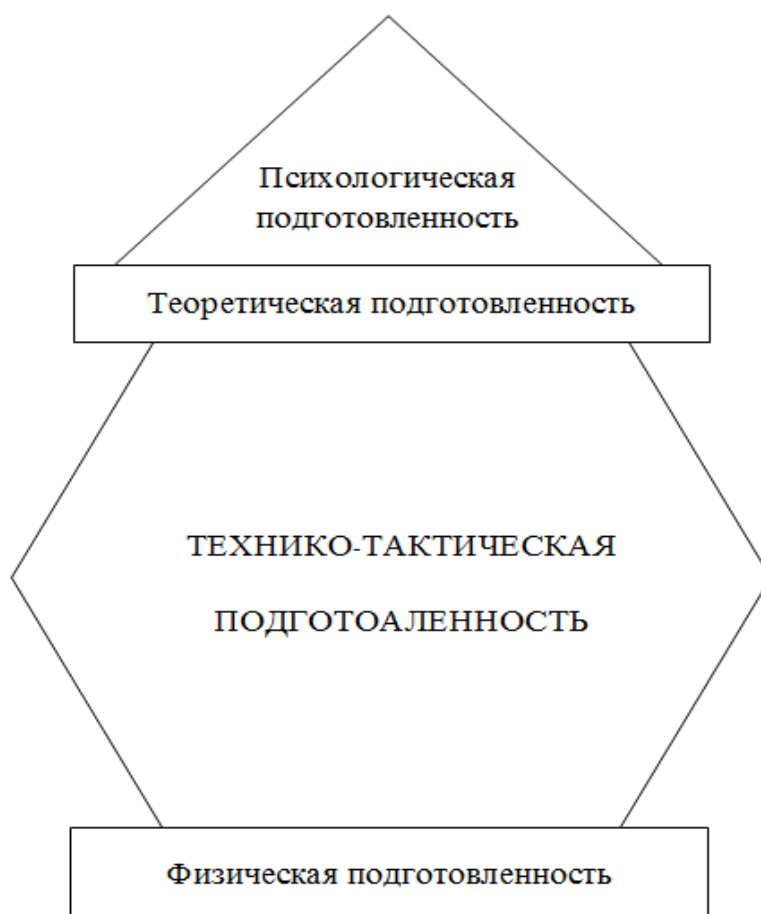 Психологическая
подготовленность
Теоретическая подготовленность
ТЕХНИКО-ТАКТИЧЕСКАЯ
ПОДГОТОАЛЕННОСТЬ
Физическая подготовленность